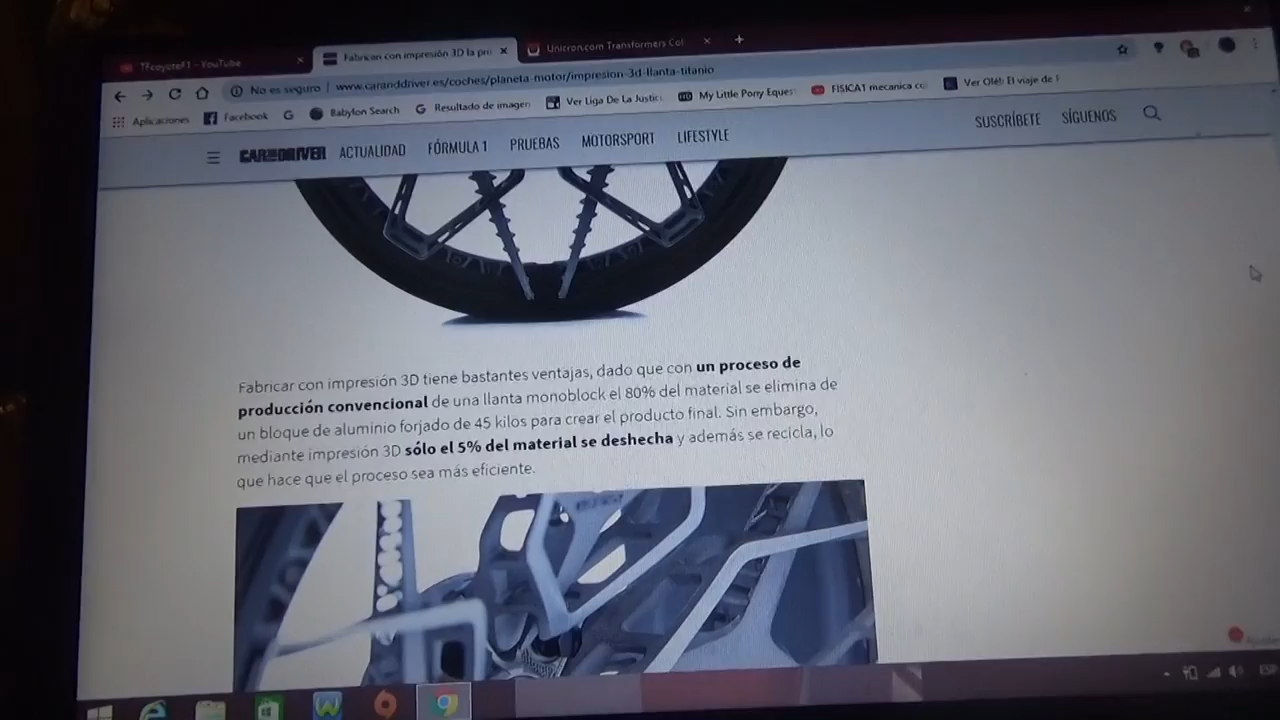 TFcoyoteF1 - YouTube
Fabrican con impresión 3D la pri
Unicron.com Transformers Col
No es seguro | www.caranddriver.es/coches/planeta-motor/impresion-3d-llanta-titanio
Aplicaciones Facebook Babylon Search Resultado de imagen Ver Liga De La Justic My Little Pony Equest FISICA1 mecanica co Ver Olé! El viaje de
CAR AND DRIVER ACTUALIDAD FÓRMULA 1 PRUEBAS MOTORSPORT LIFESTYLE SUSCRÍBETE SÍGUENOS
Fabricar con impresión 3D tiene bastantes ventajas, dado que con un proceso de
producción convencional de una llanta monoblock el 80% del material se elimina de
un bloque de aluminio forjado de 45 kilos para crear el producto final. Sin embargo,
mediante impresión 3D sólo el 5% del material se deshecha y además se recicla, lo
que hace que el proceso sea más eficiente.